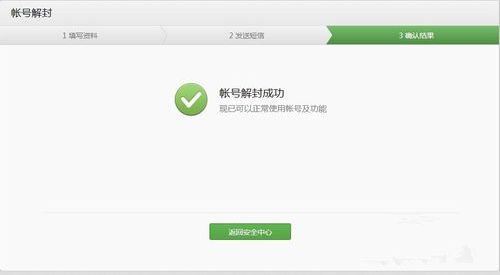 帐号解封
1 填写资料
2 发送短信
3 确认结果
帐号解封成功
现已可以正常使用帐号及功能
返回安全中心